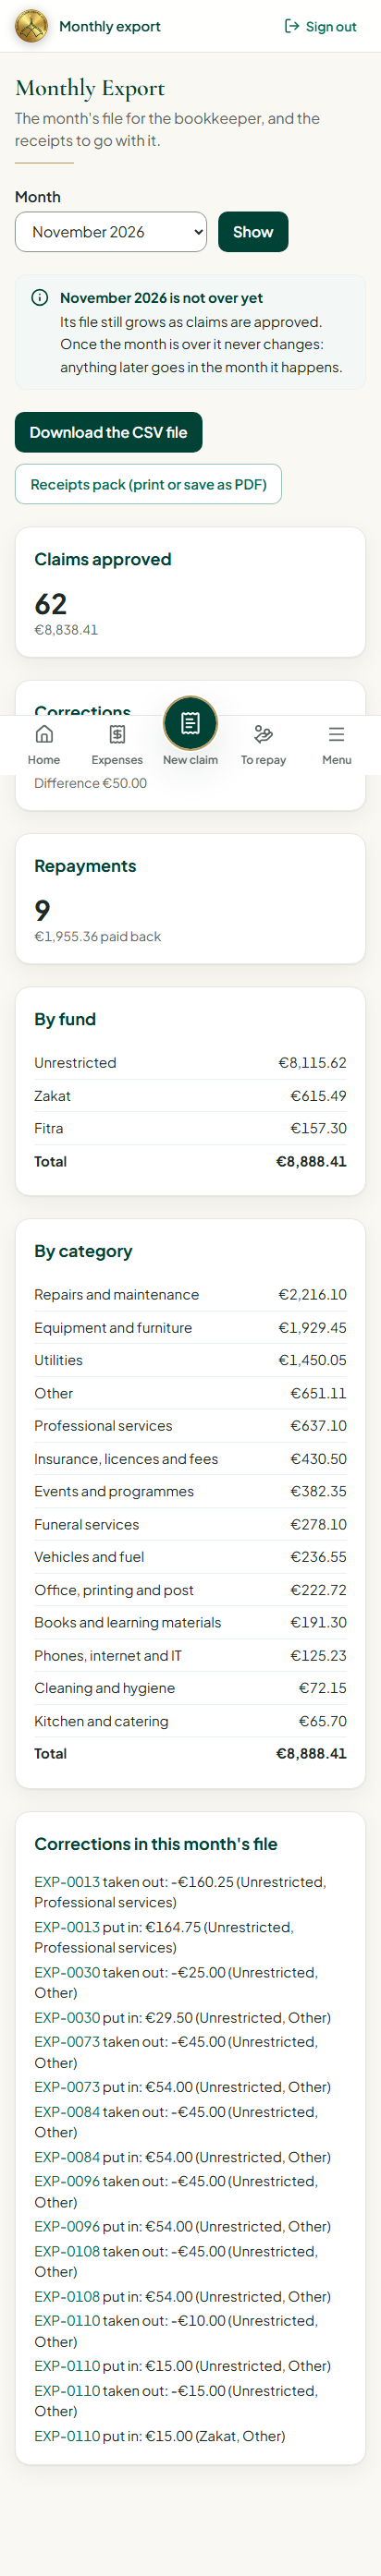 Monthly export
Sign out
Monthly Export
The month's file for the bookkeeper, and the
receipts to go with it.
Month
November 2026
Show
November 2026 is not over yet
Its file still grows as claims are approved.
Once the month is over it never changes:
anything later goes in the month it happens.
Download the CSV file
Receipts pack (print or save as PDF)
Claims approved
62
€8,838.41
Corrections
Home
Expenses
New claim
To repay
Menu
Difference €50.00
Repayments
9
€1,955.36 paid back
By fund
Unrestricted €8,115.62
Zakat €615.49
Fitra €157.30
Total €8,888.41
By category
Repairs and maintenance €2,216.10
Equipment and furniture €1,929.45
Utilities €1,450.05
Other €651.11
Professional services €637.10
Insurance, licences and fees €430.50
Events and programmes €382.35
Funeral services €278.10
Vehicles and fuel €236.55
Office, printing and post €222.72
Books and learning materials €191.30
Phones, internet and IT €125.23
Cleaning and hygiene €72.15
Kitchen and catering €65.70
Total €8,888.41
Corrections in this month's file
EXP-0013 taken out: -€160.25 (Unrestricted,
Professional services)
EXP-0013 put in: €164.75 (Unrestricted,
Professional services)
EXP-0030 taken out: -€25.00 (Unrestricted,
Other)
EXP-0030 put in: €29.50 (Unrestricted, Other)
EXP-0073 taken out: -€45.00 (Unrestricted,
Other)
EXP-0073 put in: €54.00 (Unrestricted, Other)
EXP-0084 taken out: -€45.00 (Unrestricted,
Other)
EXP-0084 put in: €54.00 (Unrestricted, Other)
EXP-0096 taken out: -€45.00 (Unrestricted,
Other)
EXP-0096 put in: €54.00 (Unrestricted, Other)
EXP-0108 taken out: -€45.00 (Unrestricted,
Other)
EXP-0108 put in: €54.00 (Unrestricted, Other)
EXP-0110 taken out: -€10.00 (Unrestricted,
Other)
EXP-0110 put in: €15.00 (Unrestricted, Other)
EXP-0110 taken out: -€15.00 (Unrestricted,
Other)
EXP-0110 put in: €15.00 (Zakat, Other)